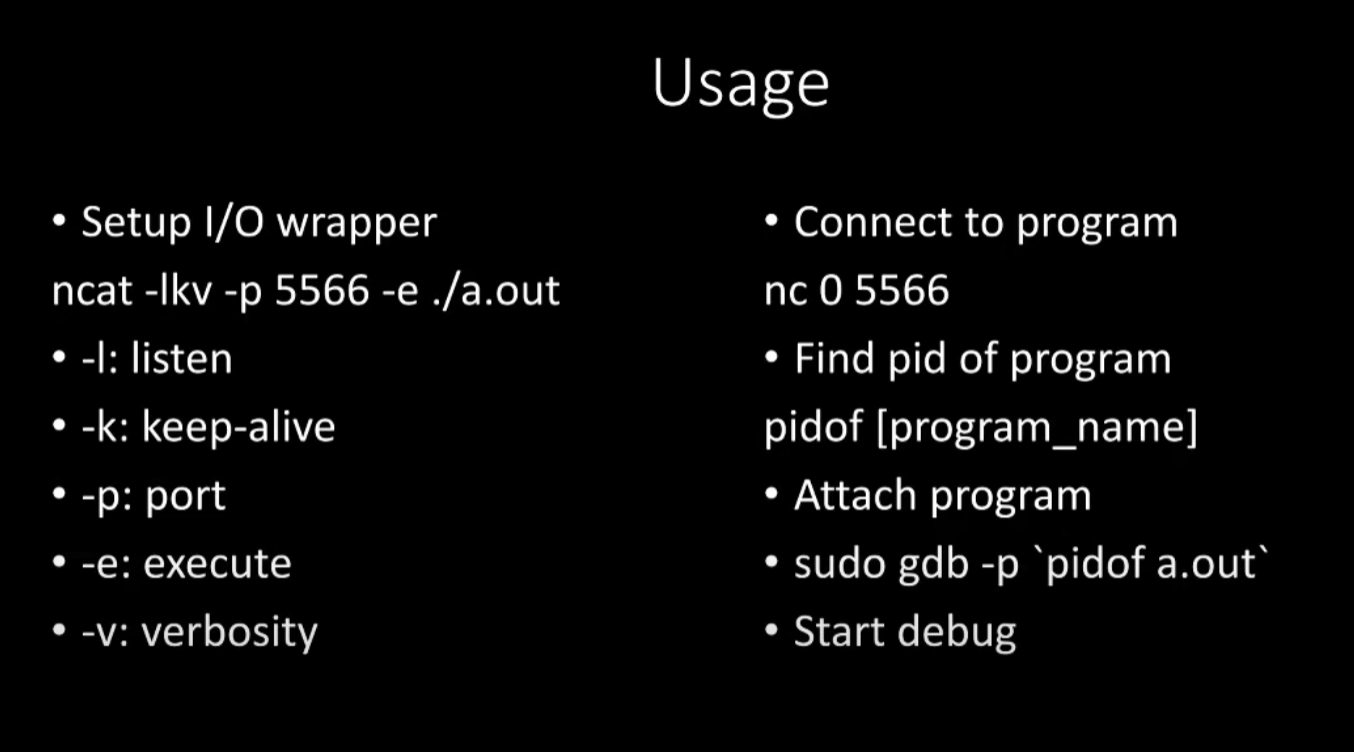 Usage
• Setup I/O wrapper
ncat -lkv -p 5566 -e ./a.out
• -l: listen
• -k: keep-alive
• -p: port
• -e: execute
• -v: verbosity
• Connect to program
nc 0 5566
• Find pid of program
pidof [program_name]
• Attach program
• sudo gdb -p `pidof a.out`
• Start debug